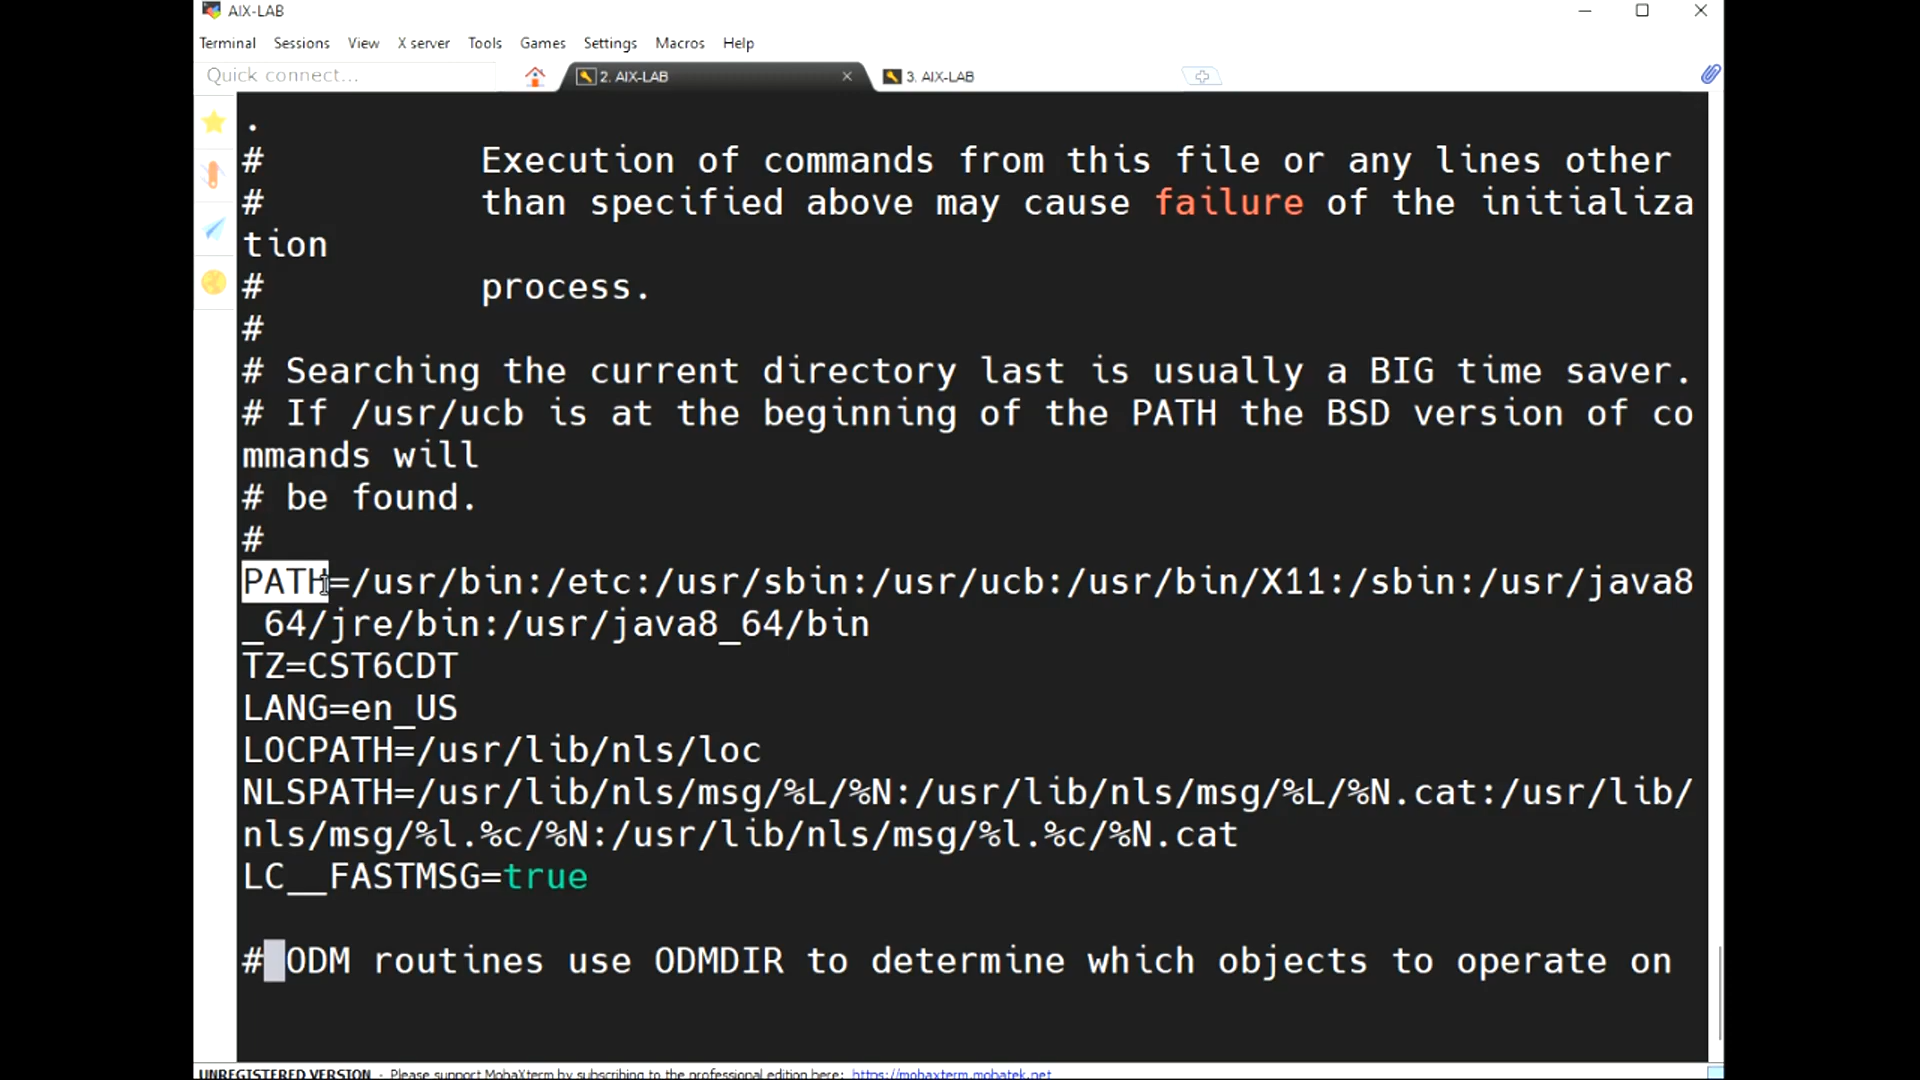 AIX-LAB
Terminal Sessions View X server Tools Games Settings Macros Help
Quick connect...
2. AIX-LAB
3. AIX-LAB
.
# Execution of commands from this file or any lines other
# than specified above may cause failure of the initializa
tion
# process.
#
# Searching the current directory last is usually a BIG time saver.
# If /usr/ucb is at the beginning of the PATH the BSD version of co
mmands will
# be found.
#
PATH=/usr/bin:/etc:/usr/sbin:/usr/ucb:/usr/bin/X11:/sbin:/usr/java8
_64/jre/bin:/usr/java8_64/bin
TZ=CST6CDT
LANG=en_US
LOCPATH=/usr/lib/nls/loc
NLSPATH=/usr/lib/nls/msg/%L/%N:/usr/lib/nls/msg/%L/%N.cat:/usr/lib/
nls/msg/%l.%c/%N:/usr/lib/nls/msg/%l.%c/%N.cat
LC__FASTMSG=true
# ODM routines use ODMDIR to determine which objects to operate on
UNREGISTERED VERSION - Please support MobaXterm by subscribing to the professional edition here: https://mobaxterm.mobatek.net